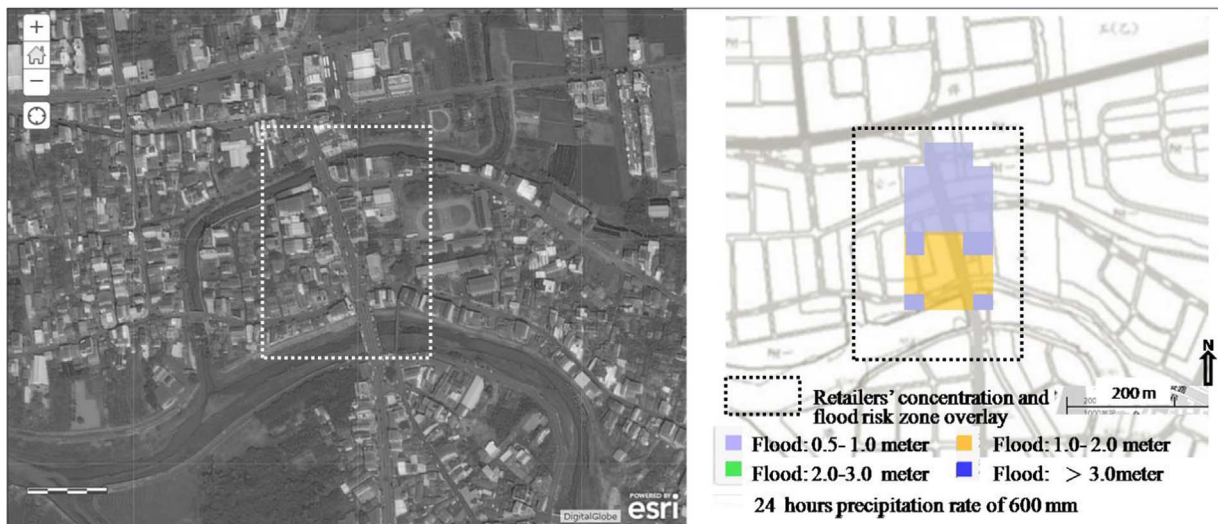 +
−
DigitalGlobe
POWERED BY
esri
N
200 m
Retailers' concentration and
flood risk zone overlay
Flood: 0.5-1.0 meter
Flood: 1.0-2.0 meter
Flood: 2.0-3.0 meter
Flood: > 3.0meter
24 hours precipitation rate of 600 mm